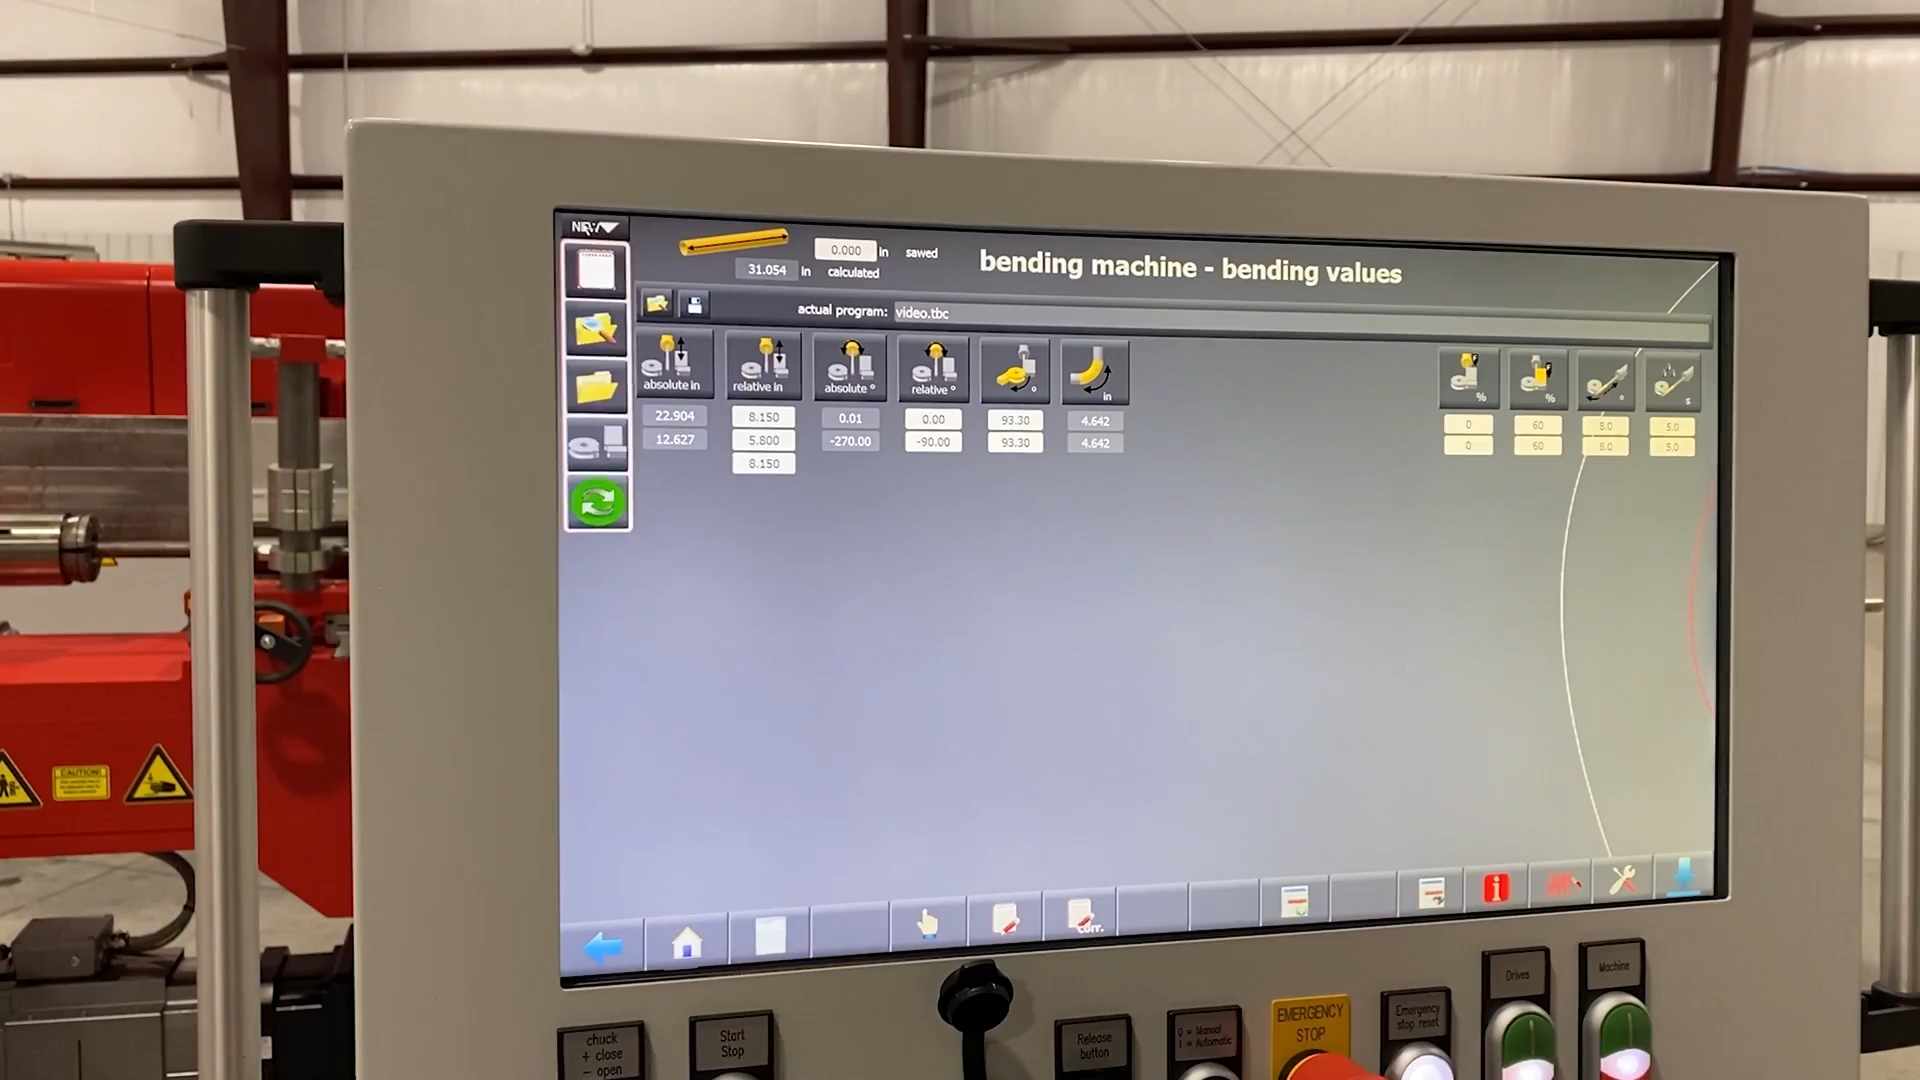 NEW
0.000 in sawed
31.054 in calculated
bending machine - bending values
actual program: video.tbc
absolute in
relative in
absolute °
relative °
°
in
%
%
°
s
22.904 8.150 0.01 0.00 93.30 4.642 0 60 8.0 5.0
12.627 5.800 -270.00 -90.00 93.30 4.642 0 60 8.0 5.0
8.150
corr.
chuck
+ close
- open
Start
Stop
Release
button
0 = Manual
1 = Automatic
EMERGENCY
STOP
Emergency
stop reset
Drives
Machine
CAUTION!